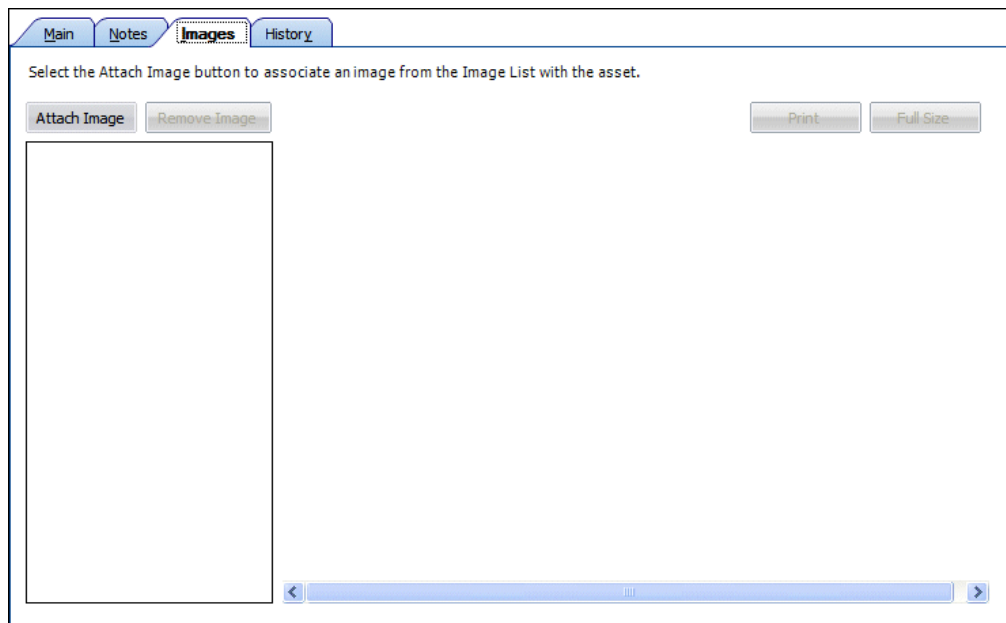 Main Notes Images History
Select the Attach Image button to associate an image from the Image List with the asset.
Attach Image Remove Image Print Full Size